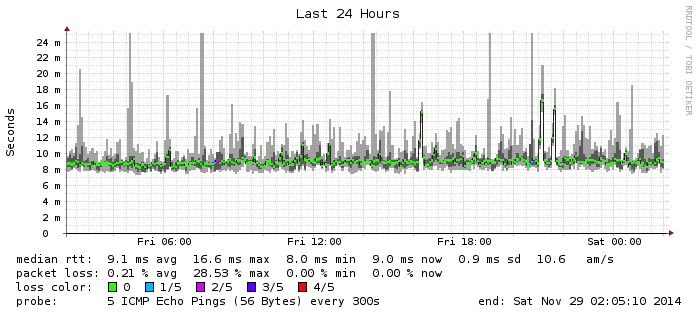 Last 24 Hours
RRDTOOL / TOBI OETIKER
Seconds
24 m
22 m
20 m
18 m
16 m
14 m
12 m
10 m
8 m
6 m
4 m
2 m
0
Fri 06:00 Fri 12:00 Fri 18:00 Sat 00:00
median rtt: 9.1 ms avg 16.6 ms max 8.0 ms min 9.0 ms now 0.9 ms sd 10.6 am/s
packet loss: 0.21 % avg 28.53 % max 0.00 % min 0.00 % now
loss color: 0 1/5 2/5 3/5 4/5
probe: 5 ICMP Echo Pings (56 Bytes) every 300s end: Sat Nov 29 02:05:10 2014